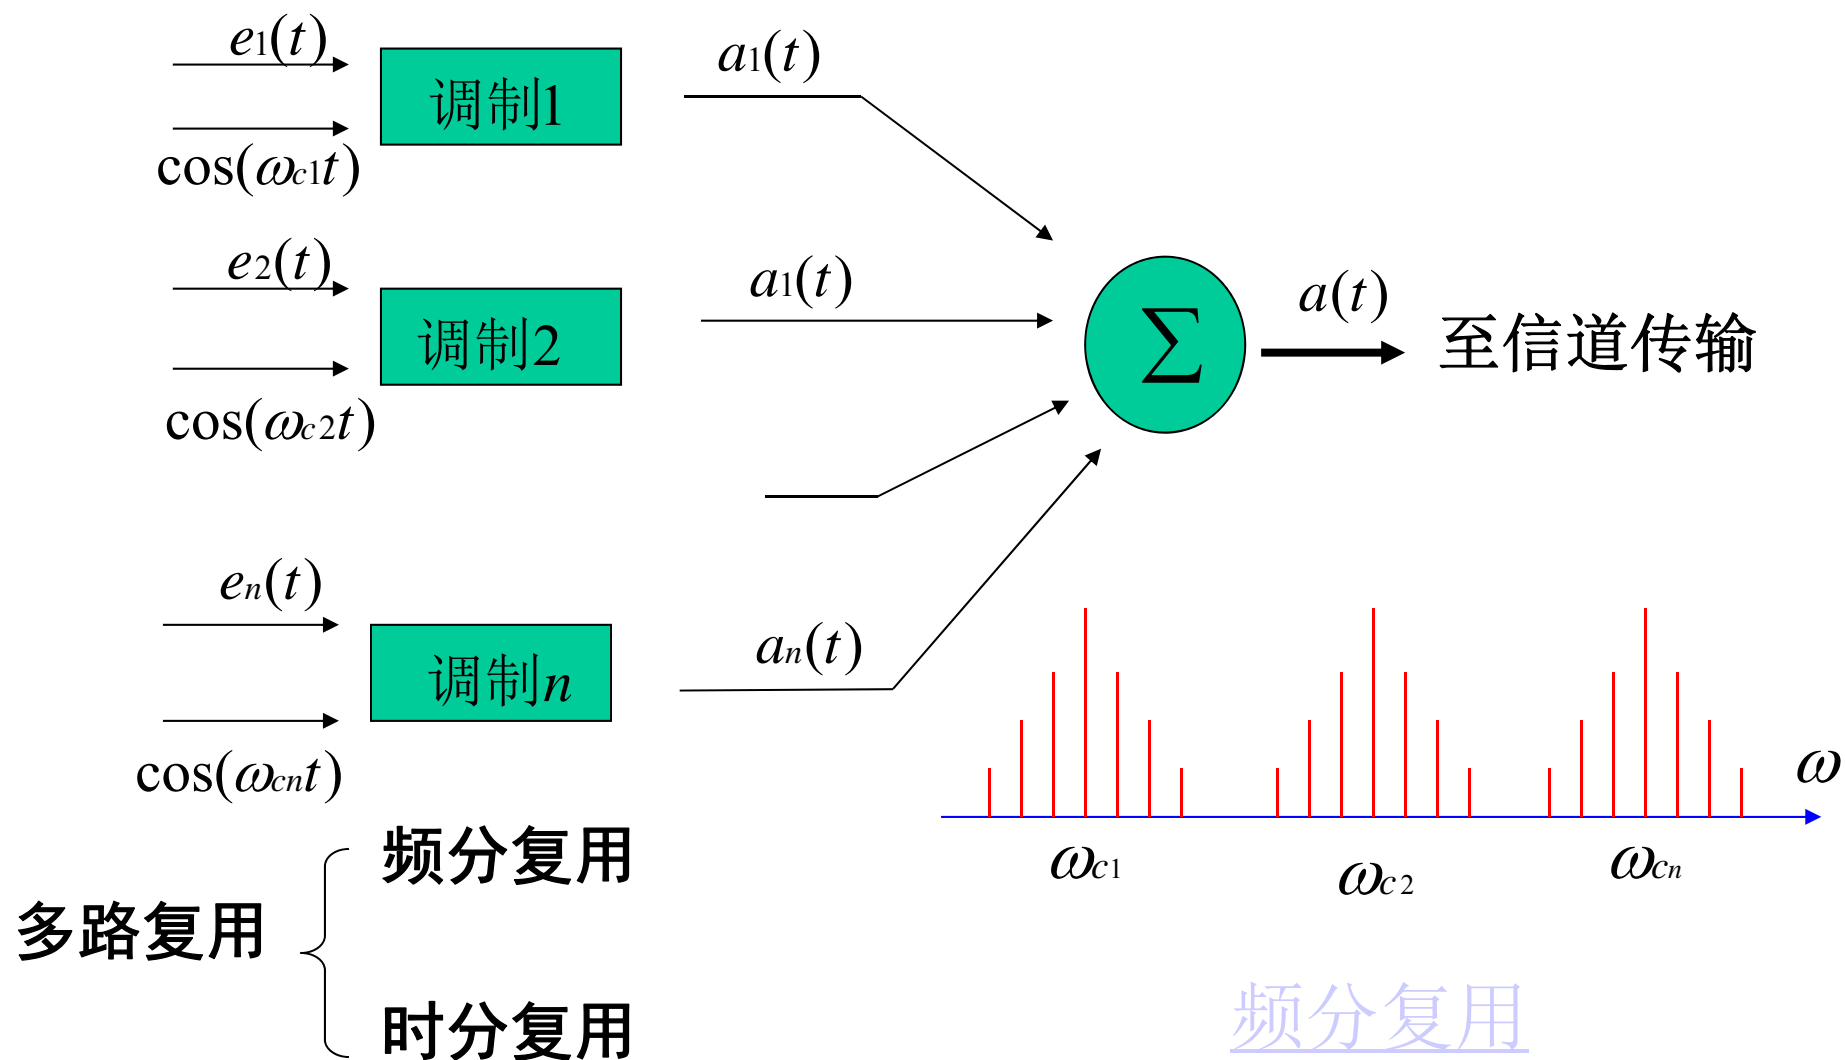 e1(t)
a1(t)
调制1
cos(ωc1t)
e2(t)
a1(t)
a(t)
调制2
Σ
至信道传输
cos(ωc2t)
en(t)
an(t)
调制n
cos(ωcnt)
ω
频分复用
ωc1
ωc2
ωcn
多路复用
时分复用
频分复用